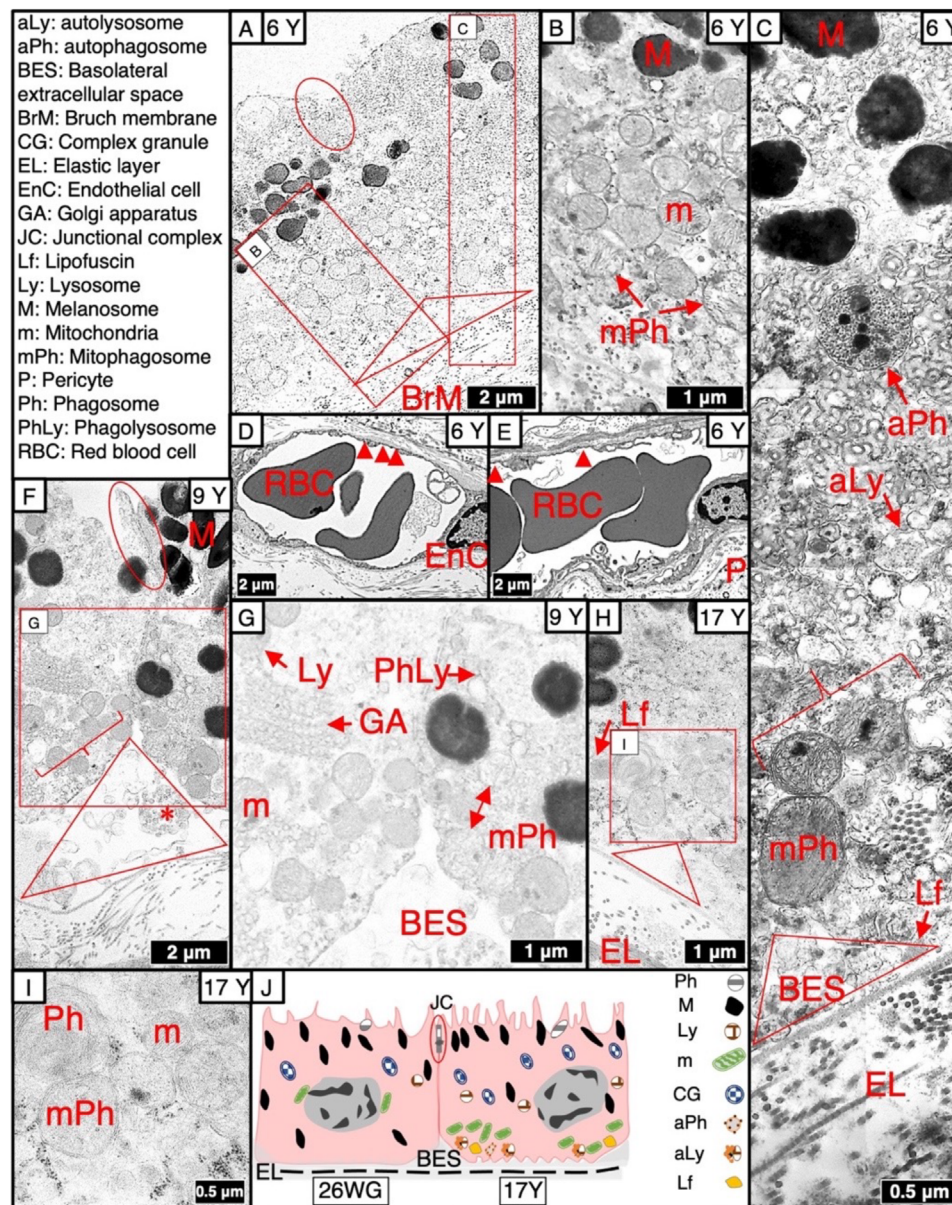 aLy: autolysosome
aPh: autophagosome
BES: Basolateral
extracellular space
BrM: Bruch membrane
CG: Complex granule
EL: Elastic layer
EnC: Endothelial cell
GA: Golgi apparatus
JC: Junctional complex
Lf: Lipofuscin
Ly: Lysosome
M: Melanosome
m: Mitochondria
mPh: Mitophagosome
P: Pericyte
Ph: Phagosome
PhLy: Phagolysosome
RBC: Red blood cell
A 6 Y
C
B
BrM
2 µm
B 6 Y
M
m
mPh
1 µm
C 6 Y
M
aPh
aLy
mPh
Lf
BES
EL
0.5 µm
D 6 Y
RBC
EnC
2 µm
E 6 Y
RBC
P
2 µm
F 9 Y
M
G
*
2 µm
G 9 Y
Ly
PhLy
GA
m
mPh
BES
1 µm
H 17 Y
Lf
I
EL
1 µm
I 17 Y
Ph
m
mPh
0.5 µm
J
JC
EL
BES
26WG
17Y
Ph
M
Ly
m
CG
aPh
aLy
Lf